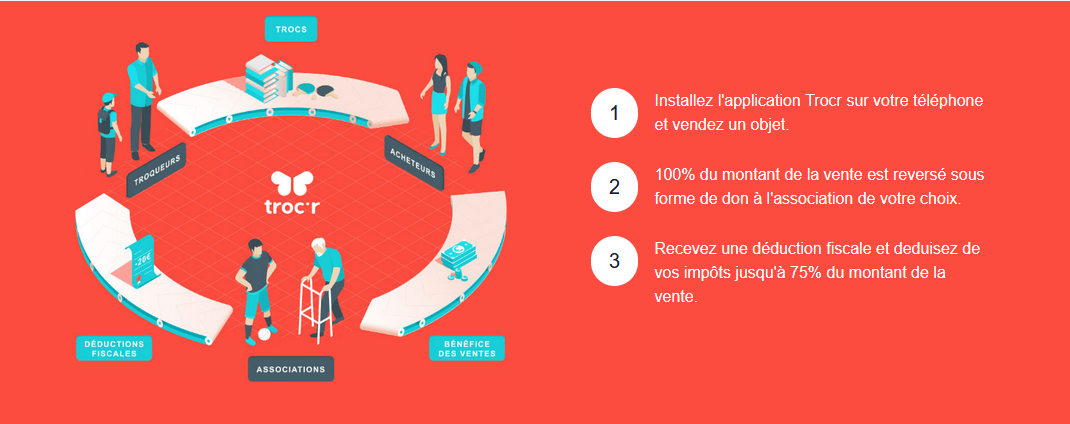 TROCS
TROQUEURS
ACHETEURS
troc·r
-20€
DÉDUCTIONS
FISCALES
BÉNÉFICE
DES VENTES
ASSOCIATIONS
1
Installez l'application Trocr sur votre téléphone
et vendez un objet.
2
100% du montant de la vente est reversé sous
forme de don à l'association de votre choix.
3
Recevez une déduction fiscale et deduisez de
vos impôts jusqu'à 75% du montant de la
vente.